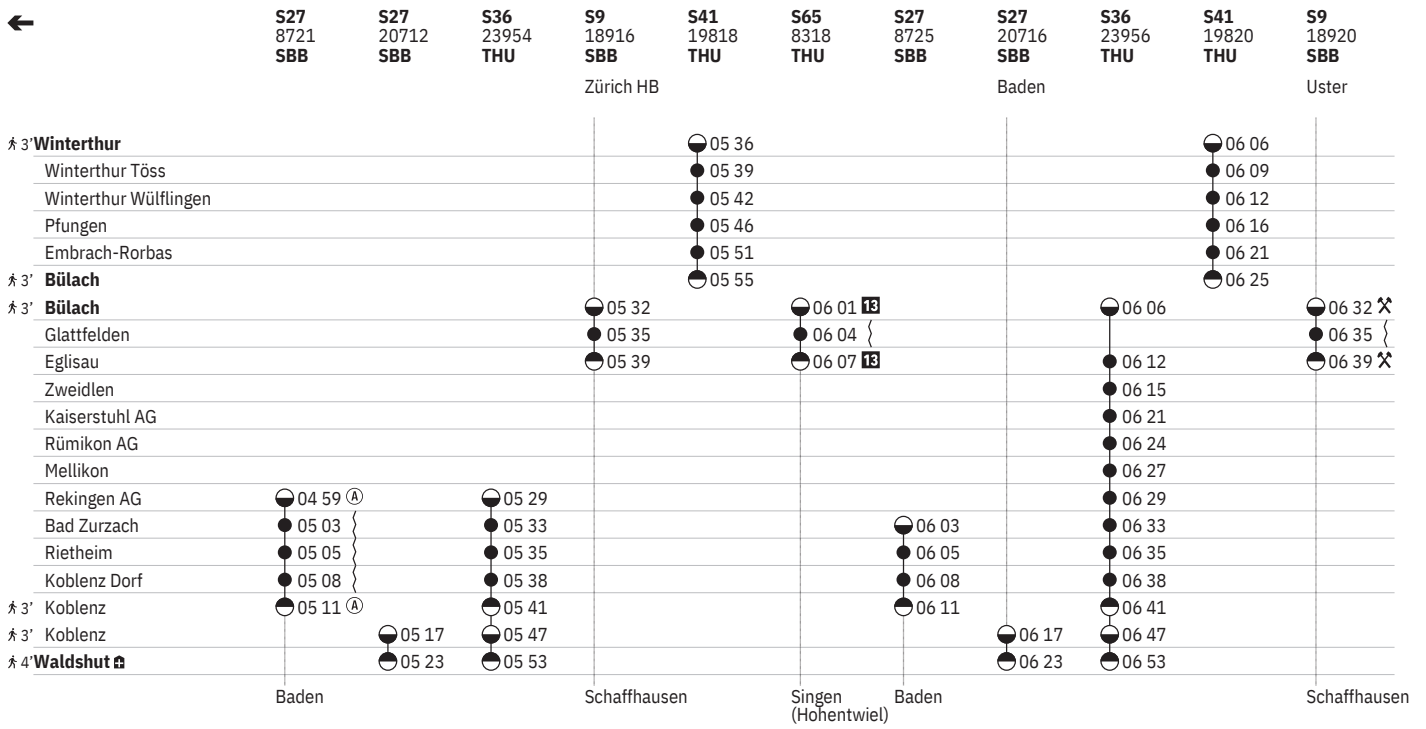 S27 S27 S36 S9 S41 S65 S27 S27 S36 S41 S9
8721 20712 23954 18916 19818 8318 8725 20716 23956 19820 18920
SBB SBB THU SBB THU THU SBB SBB THU THU SBB
Zürich HB Baden Uster
3' Winterthur 05 36 06 06
Winterthur Töss 05 39 06 09
Winterthur Wülflingen 05 42 06 12
Pfungen 05 46 06 16
Embrach-Rorbas 05 51 06 21
3' Bülach 05 55 06 25
3' Bülach 05 32 06 01 13 06 06 06 32
Glattfelden 05 35 06 04 06 35
Eglisau 05 39 06 07 13 06 12 06 39
Zweidlen 06 15
Kaiserstuhl AG 06 21
Rümikon AG 06 24
Mellikon 06 27
Rekingen AG 04 59 A 05 29 06 29
Bad Zurzach 05 03 05 33 06 03 06 33
Rietheim 05 05 05 35 06 05 06 35
Koblenz Dorf 05 08 05 38 06 08 06 38
3' Koblenz 05 11 A 05 41 06 11 06 41
3' Koblenz 05 17 05 47 06 17 06 47
4' Waldshut 05 23 05 53 06 23 06 53
Baden Schaffhausen Singen Baden Schaffhausen
(Hohentwiel)